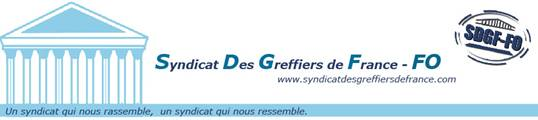 Syndicat Des Greffiers de France - FO
SDGF-FO
www.syndicatdesgreffiersdefrance.com
Un syndicat qui nous rassemble, un syndicat qui nous ressemble.